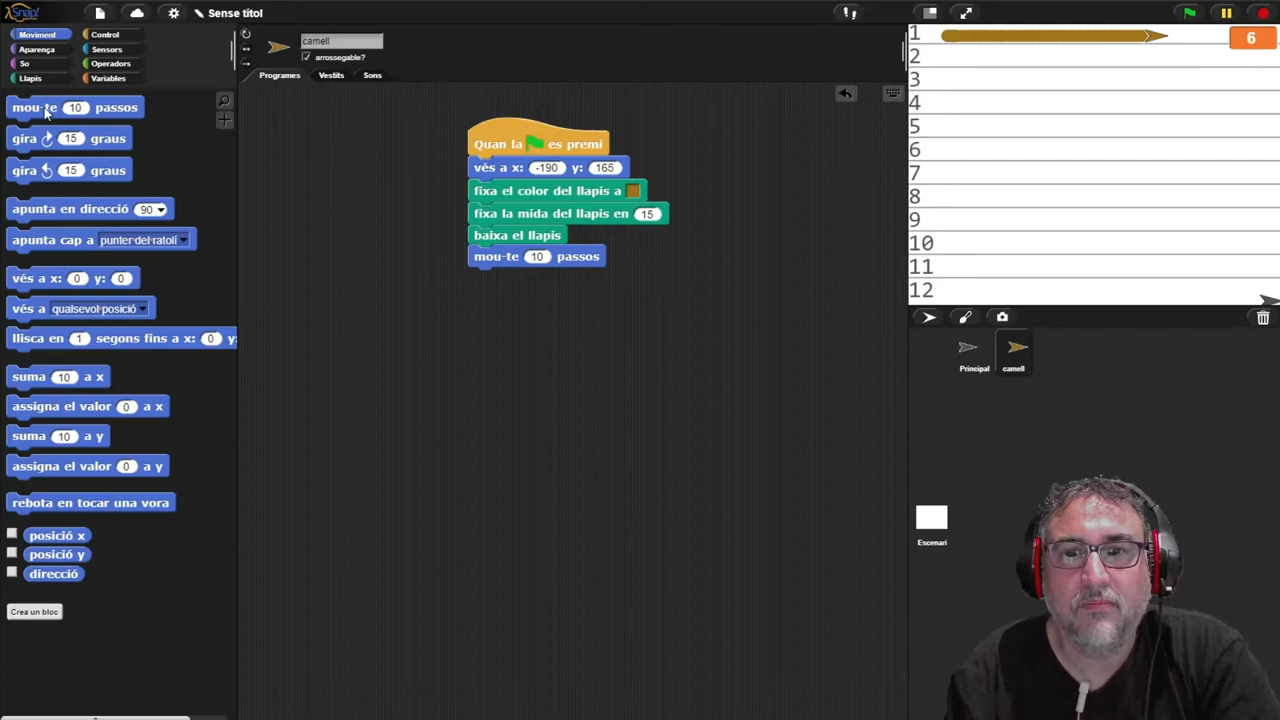 Snap!
Sense titol
Moviment
Control
Aparença
Sensors
So
Operadors
Llapis
Variables
mou-te 10 passos
gira 15 graus
gira 15 graus
apunta en direcció 90
apunta cap a punter del ratolí
vés a x: 0 y: 0
vés a qualsevol posició
llisca en 1 segons fins a x: 0 y:
suma 10 a x
assigna el valor 0 a x
suma 10 a y
assigna el valor 0 a y
rebota en tocar una vora
posició x
posició y
direcció
Crea un bloc
camell
arrossegable?
Programes
Vestits
Sons
Quan la es premi
vés a x: -190 y: 165
fixa el color del llapis a
fixa la mida del llapis en 15
baixa el llapis
mou-te 10 passos
1
6
2
3
4
5
6
7
8
9
10
11
12
Principal
camell
Escenari